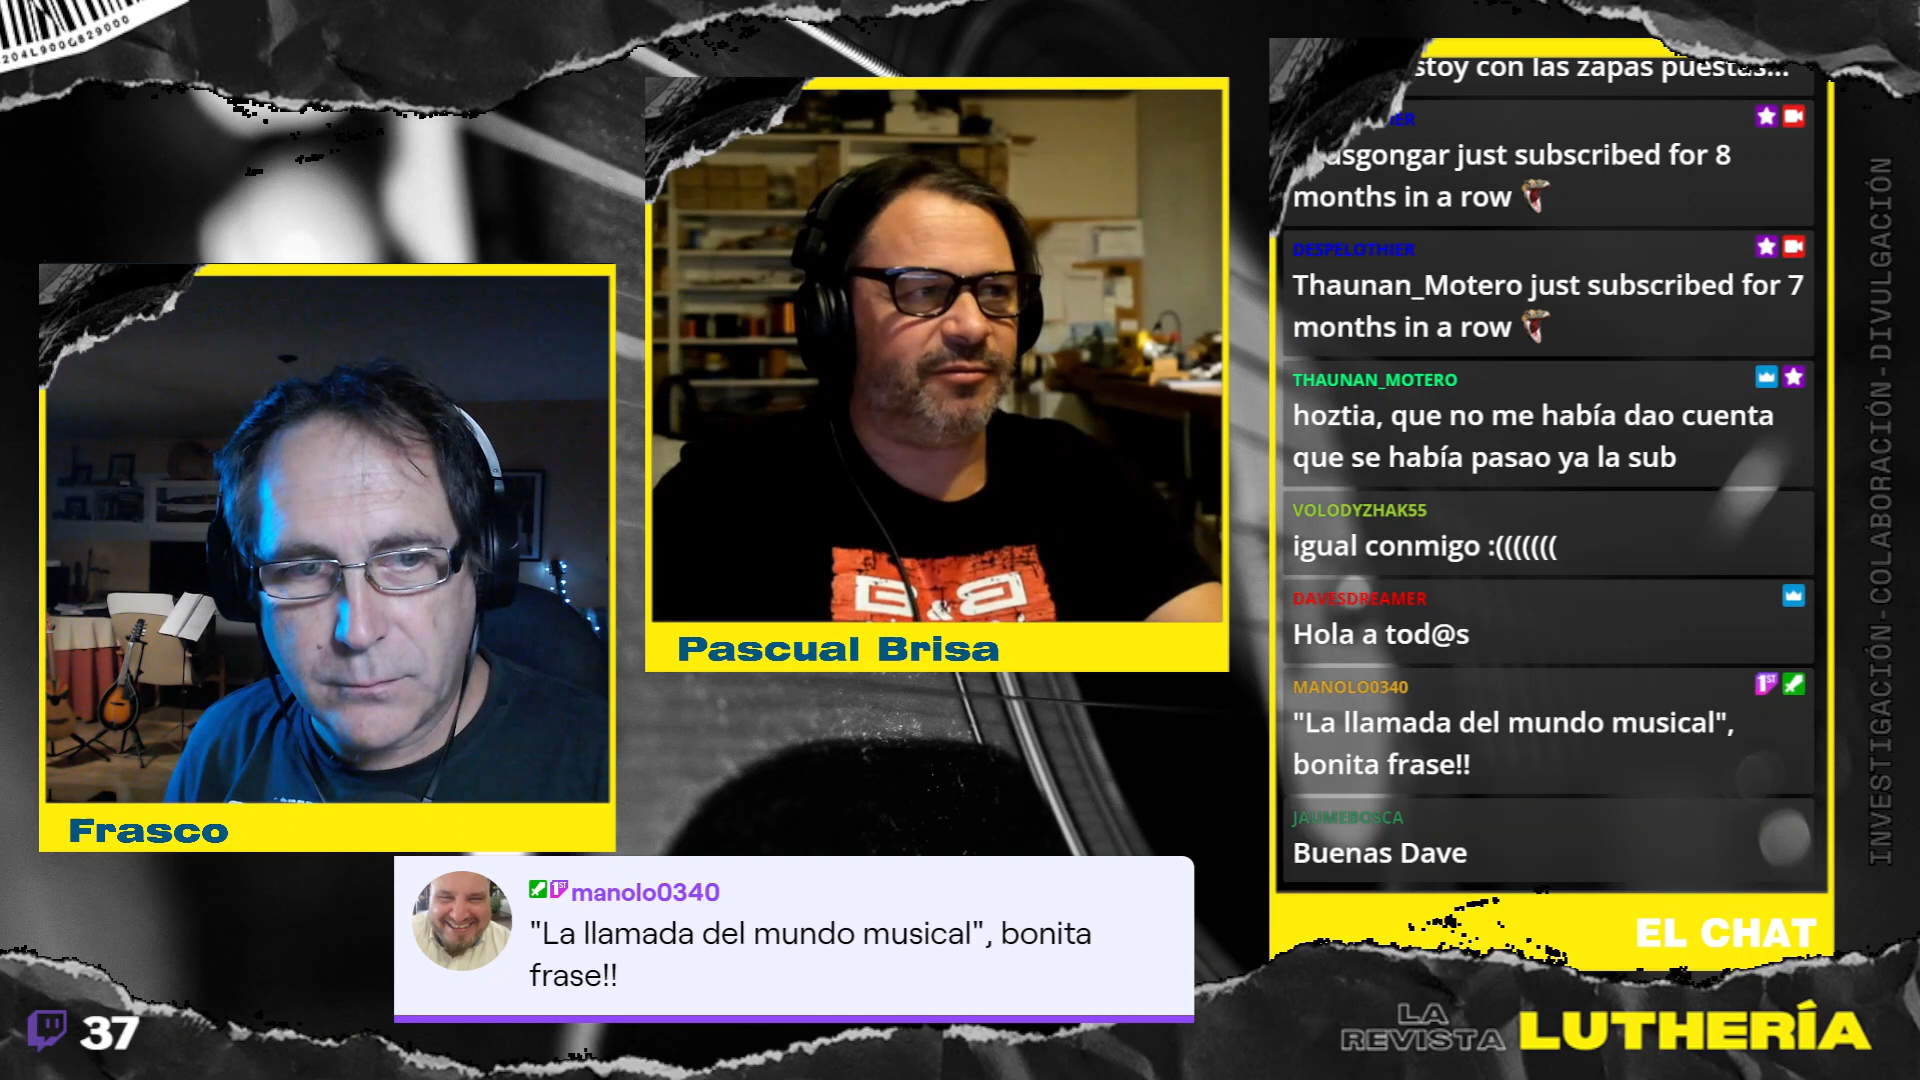 204L900G829000
stoy con las zapas puestas...
sgongar just subscribed for 8
months in a row
DESPELOTHIER
Thaunan_Motero just subscribed for 7
months in a row
THAUNAN_MOTERO
hoztia, que no me había dao cuenta
que se había pasao ya la sub
VOLODYZHAK55
igual conmigo :(((((((
DAVESDREAMER
Hola a tod@s
MANOLO0340
1ST
"La llamada del mundo musical",
bonita frase!!
JAUMEBOSCA
Buenas Dave
EL CHAT
INVESTIGACIÓN-COLABORACIÓN-DIVULGACIÓN
Pascual Brisa
B&B
Frasco
1ST
manolo0340
"La llamada del mundo musical", bonita
frase!!
37
LA
REVISTA
LUTHERÍA